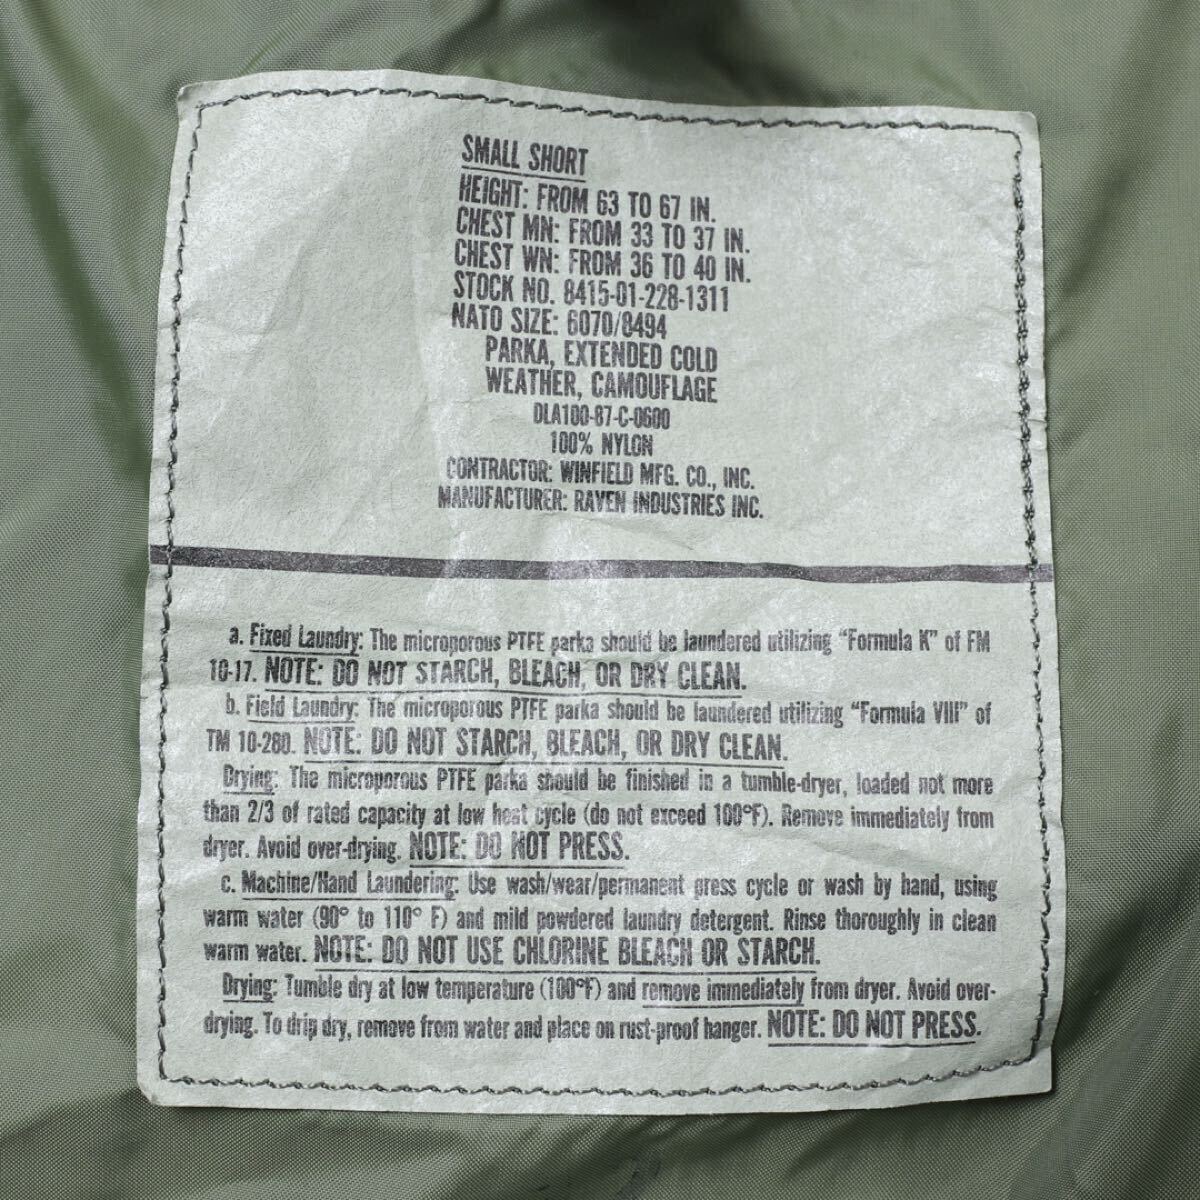 SMALL SHORT
HEIGHT: FROM 63 TO 67 IN.
CHEST MN: FROM 33 TO 37 IN.
CHEST WN: FROM 36 TO 40 IN.
STOCK NO. 8415-01-228-1311
NATO SIZE: 6070/8494
PARKA, EXTENDED COLD
WEATHER, CAMOUFLAGE
DLA100-87-C-0600
100% NYLON
CONTRACTOR: WINFIELD MFG. CO., INC.
MANUFACTURER: RAVEN INDUSTRIES INC.
a. Fixed Laundry: The microporous PTFE parka should be laundered utilizing "Formula K" of FM
10-17. NOTE: DO NOT STARCH, BLEACH, OR DRY CLEAN.
b. Field Laundry: The microporous PTFE parka should be laundered utilizing "Formula VIII" of
TM 10-280. NOTE: DO NOT STARCH, BLEACH, OR DRY CLEAN.
Drying: The microporous PTFE parka should be finished in a tumble-dryer, loaded not more
than 2/3 of rated capacity at low heat cycle (do not exceed 100°F). Remove immediately from
dryer. Avoid over-drying. NOTE: DO NOT PRESS.
c. Machine/Hand Laundering: Use wash/wear/permanent press cycle or wash by hand, using
warm water (90° to 110° F) and mild powdered laundry detergent. Rinse thoroughly in clean
warm water. NOTE: DO NOT USE CHLORINE BLEACH OR STARCH.
Drying: Tumble dry at low temperature (100°F) and remove immediately from dryer. Avoid over-
drying. To drip dry, remove from water and place on rust-proof hanger. NOTE: DO NOT PRESS.